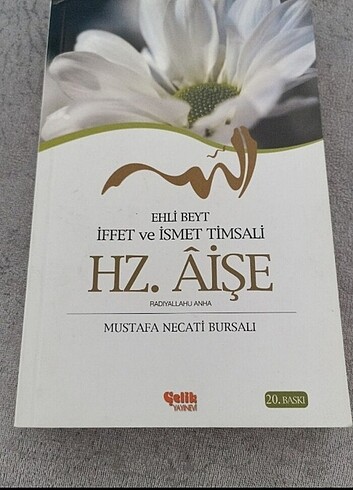 EHLİ BEYT
İFFET ve İSMET TİMSALİ
HZ. ÂİŞE
RADIYALLAHU ANHA
MUSTAFA NECATİ BURSALI
Çelik
YAYINEVİ
20. BASKI